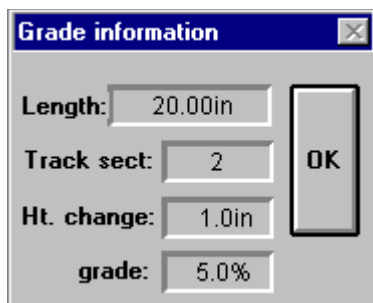 Grade information
Length: 20.00in
Track sect: 2
OK
Ht. change: 1.0in
grade: 5.0%